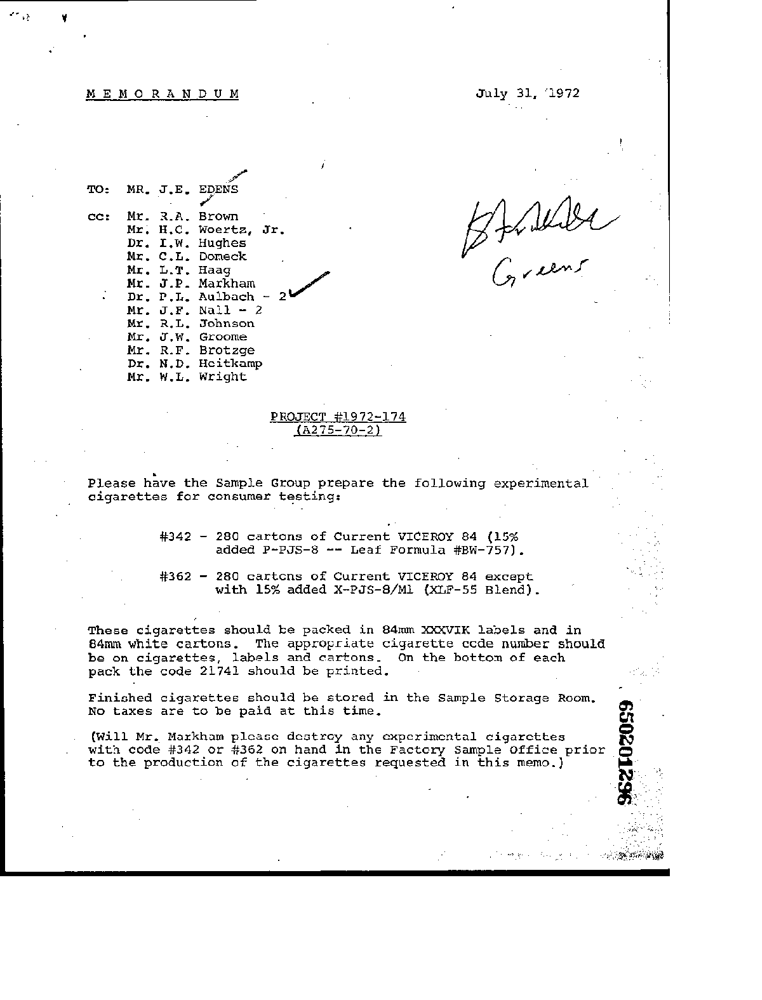 M E M O R A N D U M
July 31, 1972
TO: MR. J.E. EDENS
cc: Mr. R.A. Brown
Mr. H.C. Woertz, Jr.
Dr. I.W. Hughes
Mr. C.L. Domeck
Mr. L.T. Haag
Mr. J.P. Markham
Dr. P.L. Aulbach - 2
Mr. J.F. Nall - 2
Mr. R.L. Johnson
Mr. J.W. Groome
Mr. R.F. Brotzge
Dr. N.D. Heitkamp
Mr. W.L. Wright
Greens
PROJECT #1972-174
(A275-70-2)
Please have the Sample Group prepare the following experimental
cigarettes for consumer testing:
#342 - 280 cartons of Current VICEROY 84 (15%
added P-PJS-8 -- Leaf Formula #BW-757).
#362 - 280 cartons of Current VICEROY 84 except
with 15% added X-PJS-8/M1 (XLF-55 Blend).
These cigarettes should be packed in 84mm XXXVIK labels and in
84mm white cartons. The appropriate cigarette code number should
be on cigarettes, labels and cartons. On the bottom of each
pack the code 21741 should be printed.
Finished cigarettes should be stored in the Sample Storage Room.
No taxes are to be paid at this time.
(Will Mr. Markham please destroy any experimental cigarettes
with code #342 or #362 on hand in the Factory Sample Office prior
to the production of the cigarettes requested in this memo.)
650201296